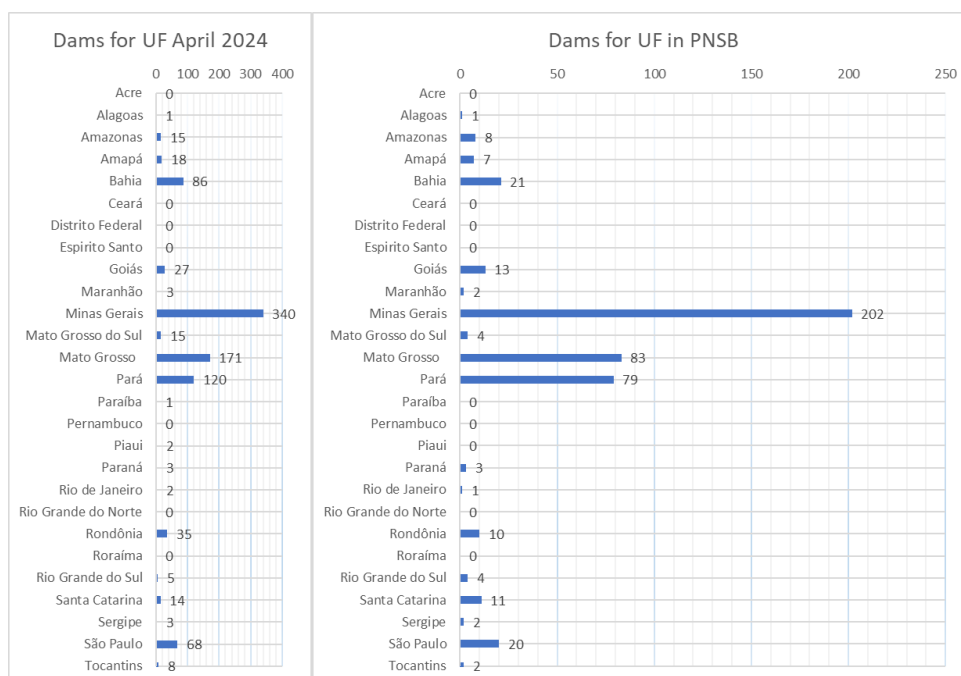 Dams for UF April 2024
0 100 200 300 400
Acre 0
Alagoas 1
Amazonas 15
Amapá 18
Bahia 86
Ceará 0
Distrito Federal 0
Espirito Santo 0
Goiás 27
Maranhão 3
Minas Gerais 340
Mato Grosso do Sul 15
Mato Grosso 171
Pará 120
Paraíba 1
Pernambuco 0
Piaui 2
Paraná 3
Rio de Janeiro 2
Rio Grande do Norte 0
Rondônia 35
Roraíma 0
Rio Grande do Sul 5
Santa Catarina 14
Sergipe 3
São Paulo 68
Tocantins 8
Dams for UF in PNSB
0 50 100 150 200 250
Acre 0
Alagoas 1
Amazonas 8
Amapá 7
Bahia 21
Ceará 0
Distrito Federal 0
Espirito Santo 0
Goiás 13
Maranhão 2
Minas Gerais 202
Mato Grosso do Sul 4
Mato Grosso 83
Pará 79
Paraíba 0
Pernambuco 0
Piaui 0
Paraná 3
Rio de Janeiro 1
Rio Grande do Norte 0
Rondônia 10
Roraíma 0
Rio Grande do Sul 4
Santa Catarina 11
Sergipe 2
São Paulo 20
Tocantins 2